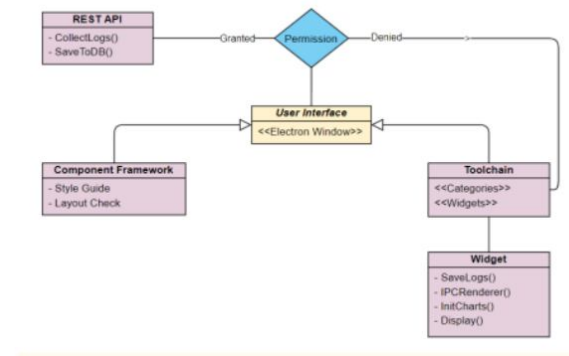 REST API
- CollectLogs()
- SaveToDB()
Granted
Permission
Denied
User Interface
<<Electron Window>>
Component Framework
- Style Guide
- Layout Check
Toolchain
<<Categories>>
<<Widgets>>
Widget
- SaveLogs()
- IPCRenderer()
- InitCharts()
- Display()